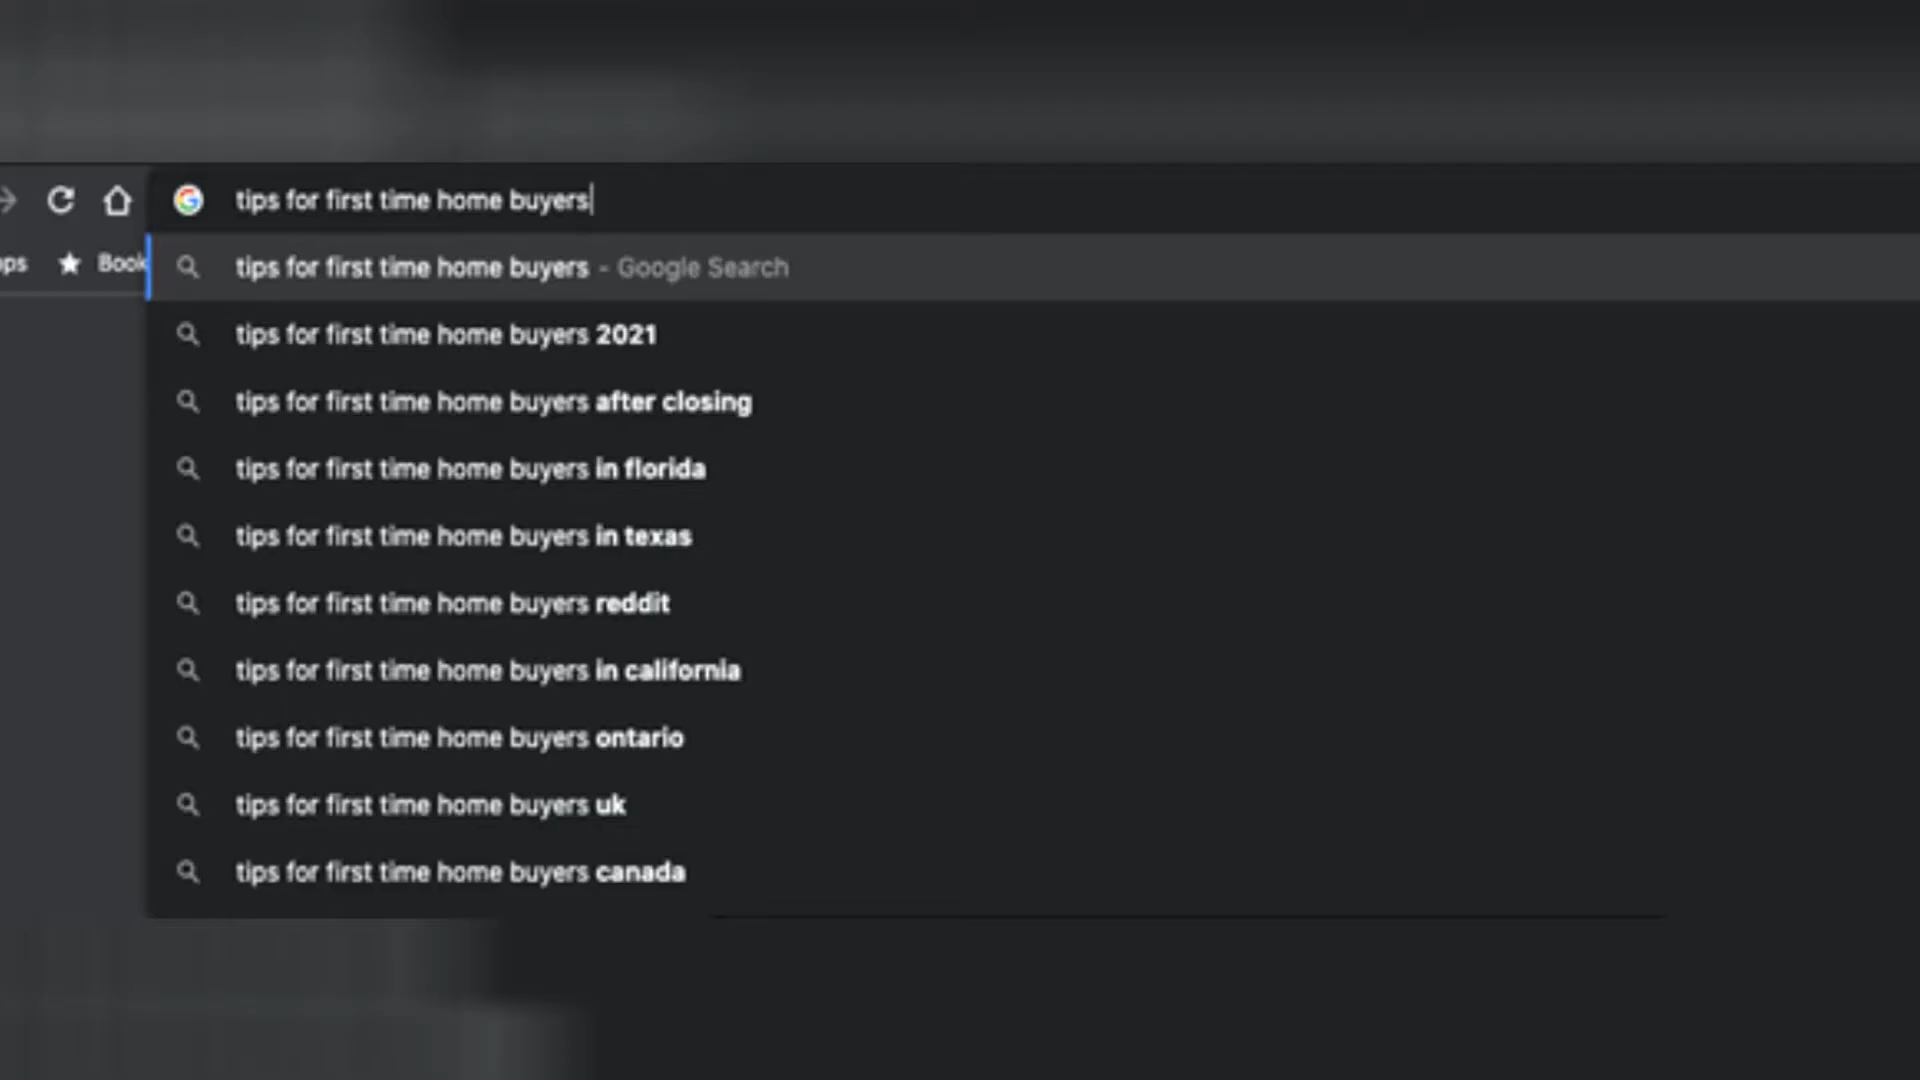 tips for first time home buyers
tips for first time home buyers - Google Search
ps Book
tips for first time home buyers 2021
tips for first time home buyers after closing
tips for first time home buyers in florida
tips for first time home buyers in texas
tips for first time home buyers reddit
tips for first time home buyers in california
tips for first time home buyers ontario
tips for first time home buyers uk
tips for first time home buyers canada